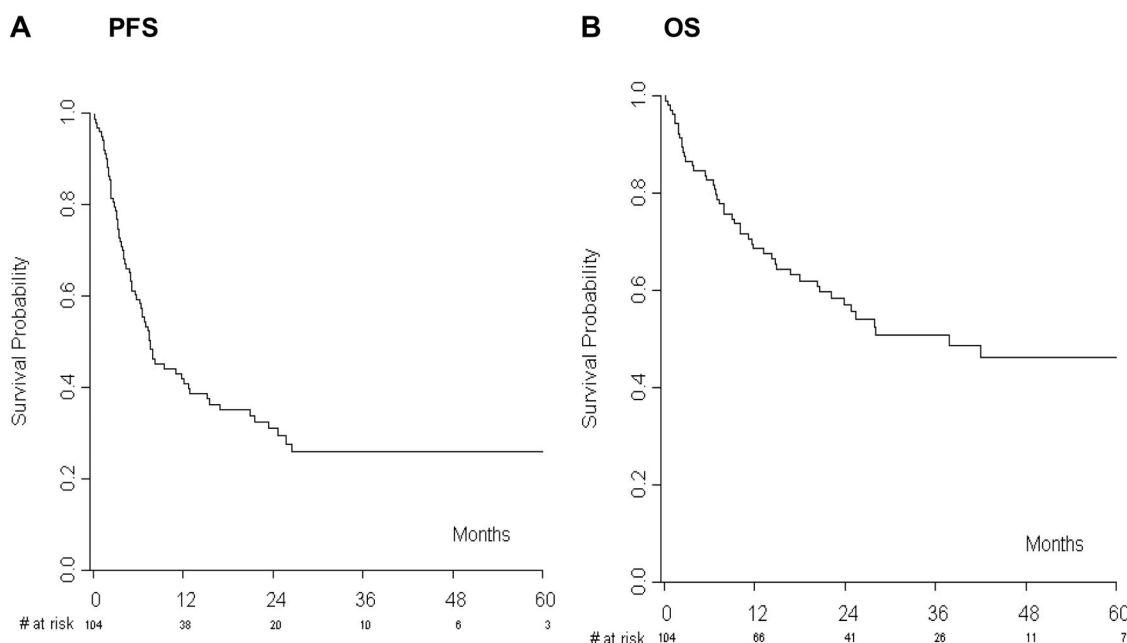 A PFS
Survival Probability
1.0
0.8
0.6
0.4
0.2
0.0
Months
0 12 24 36 48 60
# at risk 104 38 20 10 6 3
B OS
Survival Probability
1.0
0.8
0.6
0.4
0.2
0.0
Months
0 12 24 36 48 60
# at risk 104 66 41 26 11 7